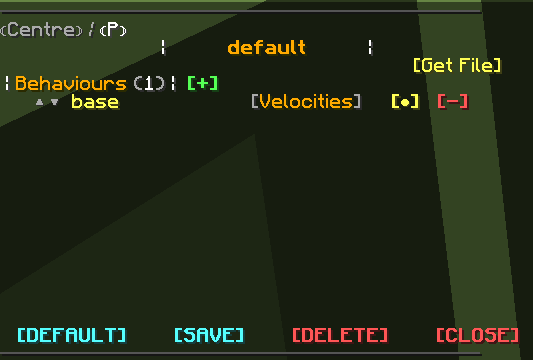 (Centre) / (P)
¦ default ¦
[Get File]
¦ Behaviours (1) ¦ [+]
▲ ▼ base [Velocities] [●] [−]
[DEFAULT] [SAVE] [DELETE] [CLOSE]